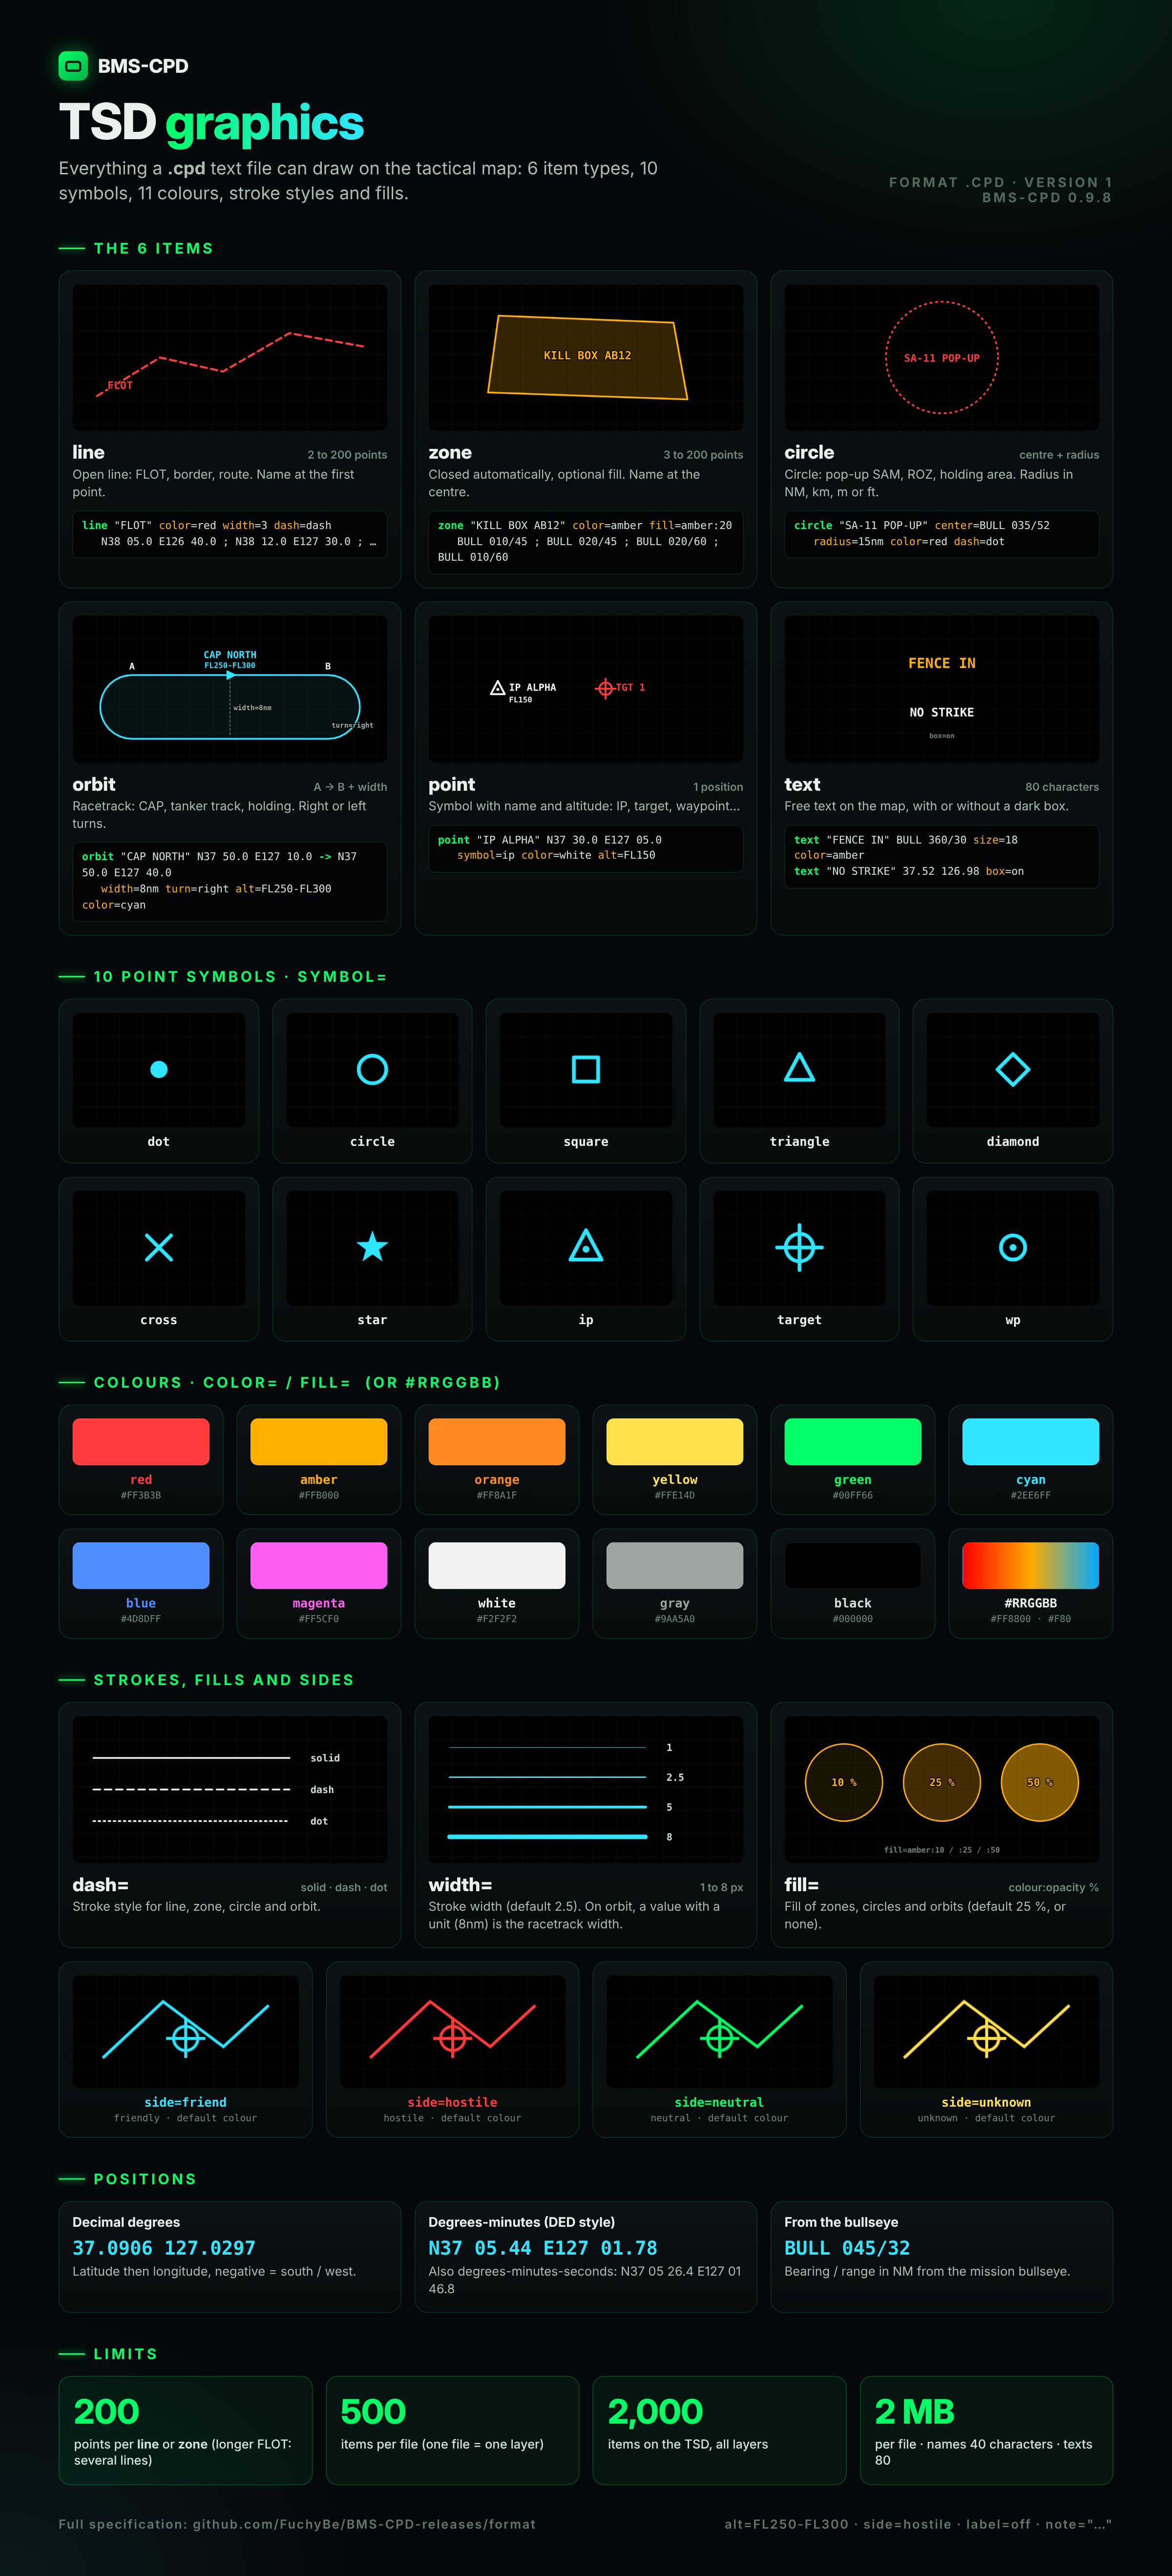 BMS-CPD
TSD graphics
Everything a .cpd text file can draw on the tactical map: 6 item types, 10
symbols, 11 colours, stroke styles and fills.
FORMAT .CPD · VERSION 1
BMS-CPD 0.9.8
THE 6 ITEMS
FLOT
line
2 to 200 points
Open line: FLOT, border, route. Name at the first
point.
line "FLOT" color=red width=3 dash=dash
N38 05.0 E126 40.0 ; N38 12.0 E127 30.0 ; …
KILL BOX AB12
zone
3 to 200 points
Closed automatically, optional fill. Name at the
centre.
zone "KILL BOX AB12" color=amber fill=amber:20
BULL 010/45 ; BULL 020/45 ; BULL 020/60 ;
BULL 010/60
SA-11 POP-UP
circle
centre + radius
Circle: pop-up SAM, ROZ, holding area. Radius in
NM, km, m or ft.
circle "SA-11 POP-UP" center=BULL 035/52
radius=15nm color=red dash=dot
CAP NORTH
FL250-FL300
A
B
width=8nm
turn=right
orbit
A → B + width
Racetrack: CAP, tanker track, holding. Right or left
turns.
orbit "CAP NORTH" N37 50.0 E127 10.0 -> N37
50.0 E127 40.0
width=8nm turn=right alt=FL250-FL300
color=cyan
IP ALPHA
FL150
TGT 1
point
1 position
Symbol with name and altitude: IP, target, waypoint…
point "IP ALPHA" N37 30.0 E127 05.0
symbol=ip color=white alt=FL150
FENCE IN
NO STRIKE
box=on
text
80 characters
Free text on the map, with or without a dark box.
text "FENCE IN" BULL 360/30 size=18
color=amber
text "NO STRIKE" 37.52 126.98 box=on
10 POINT SYMBOLS · SYMBOL=
dot
circle
square
triangle
diamond
cross
star
ip
target
wp
COLOURS · COLOR= / FILL= (OR #RRGGBB)
red
#FF3B3B
amber
#FFB000
orange
#FF8A1F
yellow
#FFE14D
green
#00FF66
cyan
#2EE6FF
blue
#4D8DFF
magenta
#FF5CF0
white
#F2F2F2
gray
#9AA5A0
black
#000000
#RRGGBB
#FF8800 · #F80
STROKES, FILLS AND SIDES
solid
dash
dot
dash=
solid · dash · dot
Stroke style for line, zone, circle and orbit.
1
2.5
5
8
width=
1 to 8 px
Stroke width (default 2.5). On orbit, a value with a
unit (8nm) is the racetrack width.
10 %
25 %
50 %
fill=amber:10 / :25 / :50
fill=
colour:opacity %
Fill of zones, circles and orbits (default 25 %, or
none).
side=friend
friendly · default colour
side=hostile
hostile · default colour
side=neutral
neutral · default colour
side=unknown
unknown · default colour
POSITIONS
Decimal degrees
37.0906 127.0297
Latitude then longitude, negative = south / west.
Degrees-minutes (DED style)
N37 05.44 E127 01.78
Also degrees-minutes-seconds: N37 05 26.4 E127 01
46.8
From the bullseye
BULL 045/32
Bearing / range in NM from the mission bullseye.
LIMITS
200
points per line or zone (longer FLOT:
several lines)
500
items per file (one file = one layer)
2,000
items on the TSD, all layers
2 MB
per file · names 40 characters · texts
80
Full specification: github.com/FuchyBe/BMS-CPD-releases/format
alt=FL250-FL300 · side=hostile · label=off · note="…"